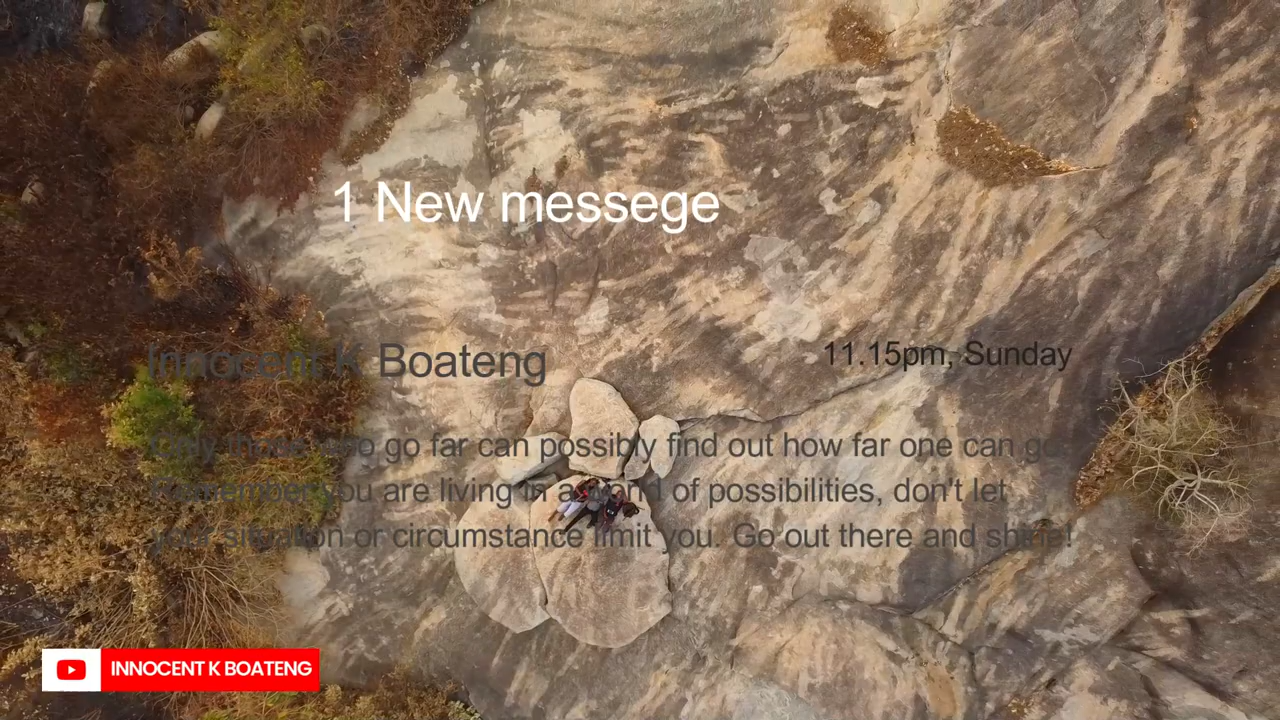 1 New messege
Innocent K Boateng
11.15pm, Sunday
Only those who go far can possibly find out how far one can go.
Remember you are living in a world of possibilities, don't let
your situation or circumstance limit you. Go out there and shine!
INNOCENT K BOATENG